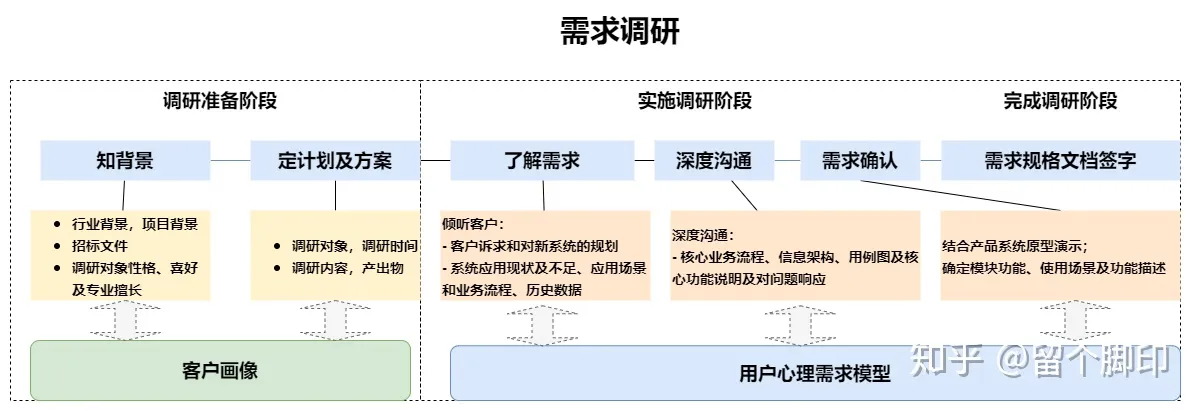 需求调研
调研准备阶段
实施调研阶段
完成调研阶段
知背景
定计划及方案
了解需求
深度沟通
需求确认
需求规格文档签字
行业背景，项目背景
招标文件
调研对象性格、喜好
及专业擅长
调研对象，调研时间
调研内容，产出物
倾听客户：
- 客户诉求和对新系统的规划
- 系统应用现状及不足、应用场景
和业务流程、历史数据
深度沟通：
- 核心业务流程、信息架构、用例图及核
心功能说明及对问题响应
结合产品系统原型演示；
确定模块功能、使用场景及功能描述
客户画像
用户心理需求模型
知乎 @留个脚印